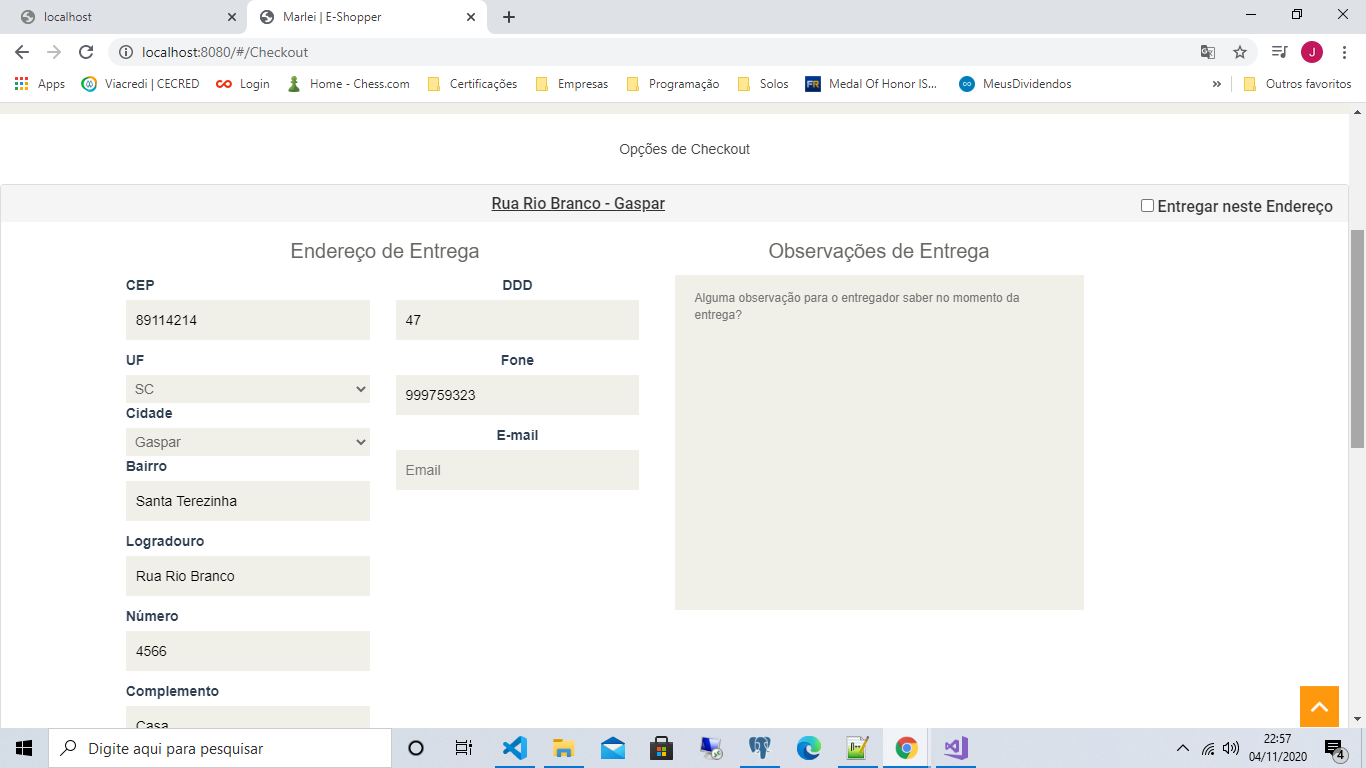 localhost
Marlei | E-Shopper
localhost:8080/#/Checkout
J
Apps
Viacredi | CECRED
Login
Home - Chess.com
Certificações
Empresas
Programação
Solos
FR
Medal Of Honor IS...
MeusDividendos
»
Outros favoritos
Opções de Checkout
Rua Rio Branco - Gaspar
Entregar neste Endereço
Endereço de Entrega
Observações de Entrega
CEP
DDD
89114214
47
Alguma observação para o entregador saber no momento da
entrega?
UF
Fone
SC
999759323
Cidade
E-mail
Gaspar
Email
Bairro
Santa Terezinha
Logradouro
Rua Rio Branco
Número
4566
Complemento
Casa
Digite aqui para pesquisar
22:57
04/11/2020
4